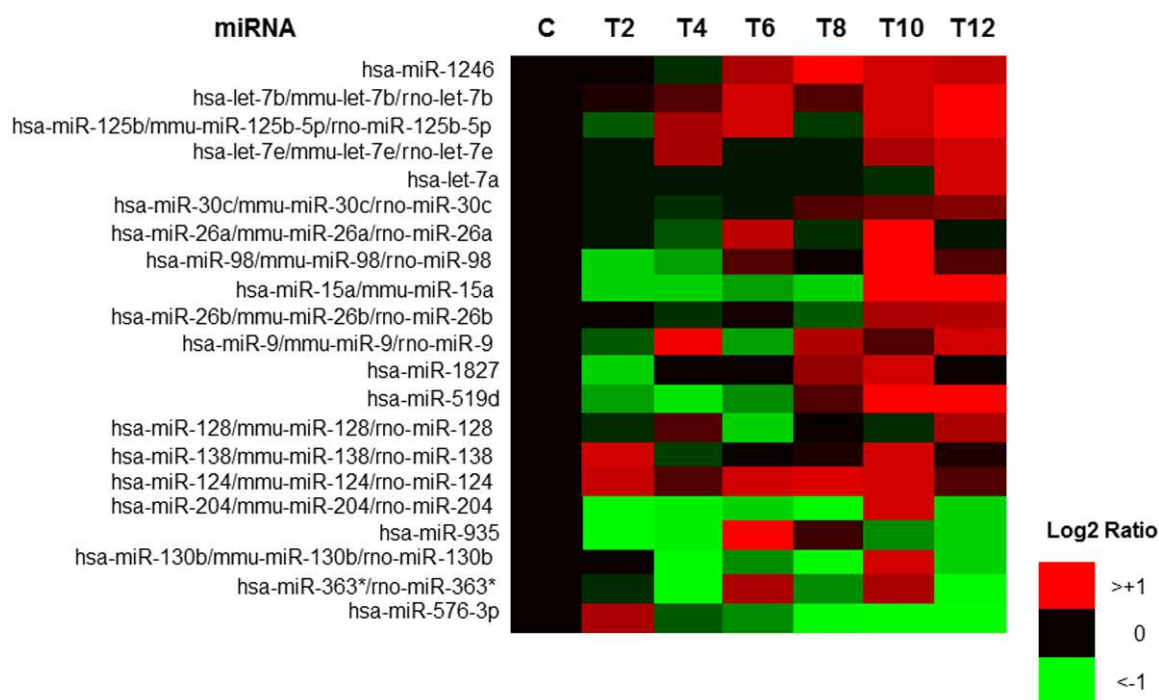 miRNA C T2 T4 T6 T8 T10 T12
hsa-miR-1246
hsa-let-7b/mmu-let-7b/rno-let-7b
hsa-miR-125b/mmu-miR-125b-5p/rno-miR-125b-5p
hsa-let-7e/mmu-let-7e/rno-let-7e
hsa-let-7a
hsa-miR-30c/mmu-miR-30c/rno-miR-30c
hsa-miR-26a/mmu-miR-26a/rno-miR-26a
hsa-miR-98/mmu-miR-98/rno-miR-98
hsa-miR-15a/mmu-miR-15a
hsa-miR-26b/mmu-miR-26b/rno-miR-26b
hsa-miR-9/mmu-miR-9/rno-miR-9
hsa-miR-1827
hsa-miR-519d
hsa-miR-128/mmu-miR-128/rno-miR-128
hsa-miR-138/mmu-miR-138/rno-miR-138
hsa-miR-124/mmu-miR-124/rno-miR-124
hsa-miR-204/mmu-miR-204/rno-miR-204
hsa-miR-935
hsa-miR-130b/mmu-miR-130b/rno-miR-130b
hsa-miR-363*/rno-miR-363*
hsa-miR-576-3p
Log2 Ratio
>+1
0
<-1